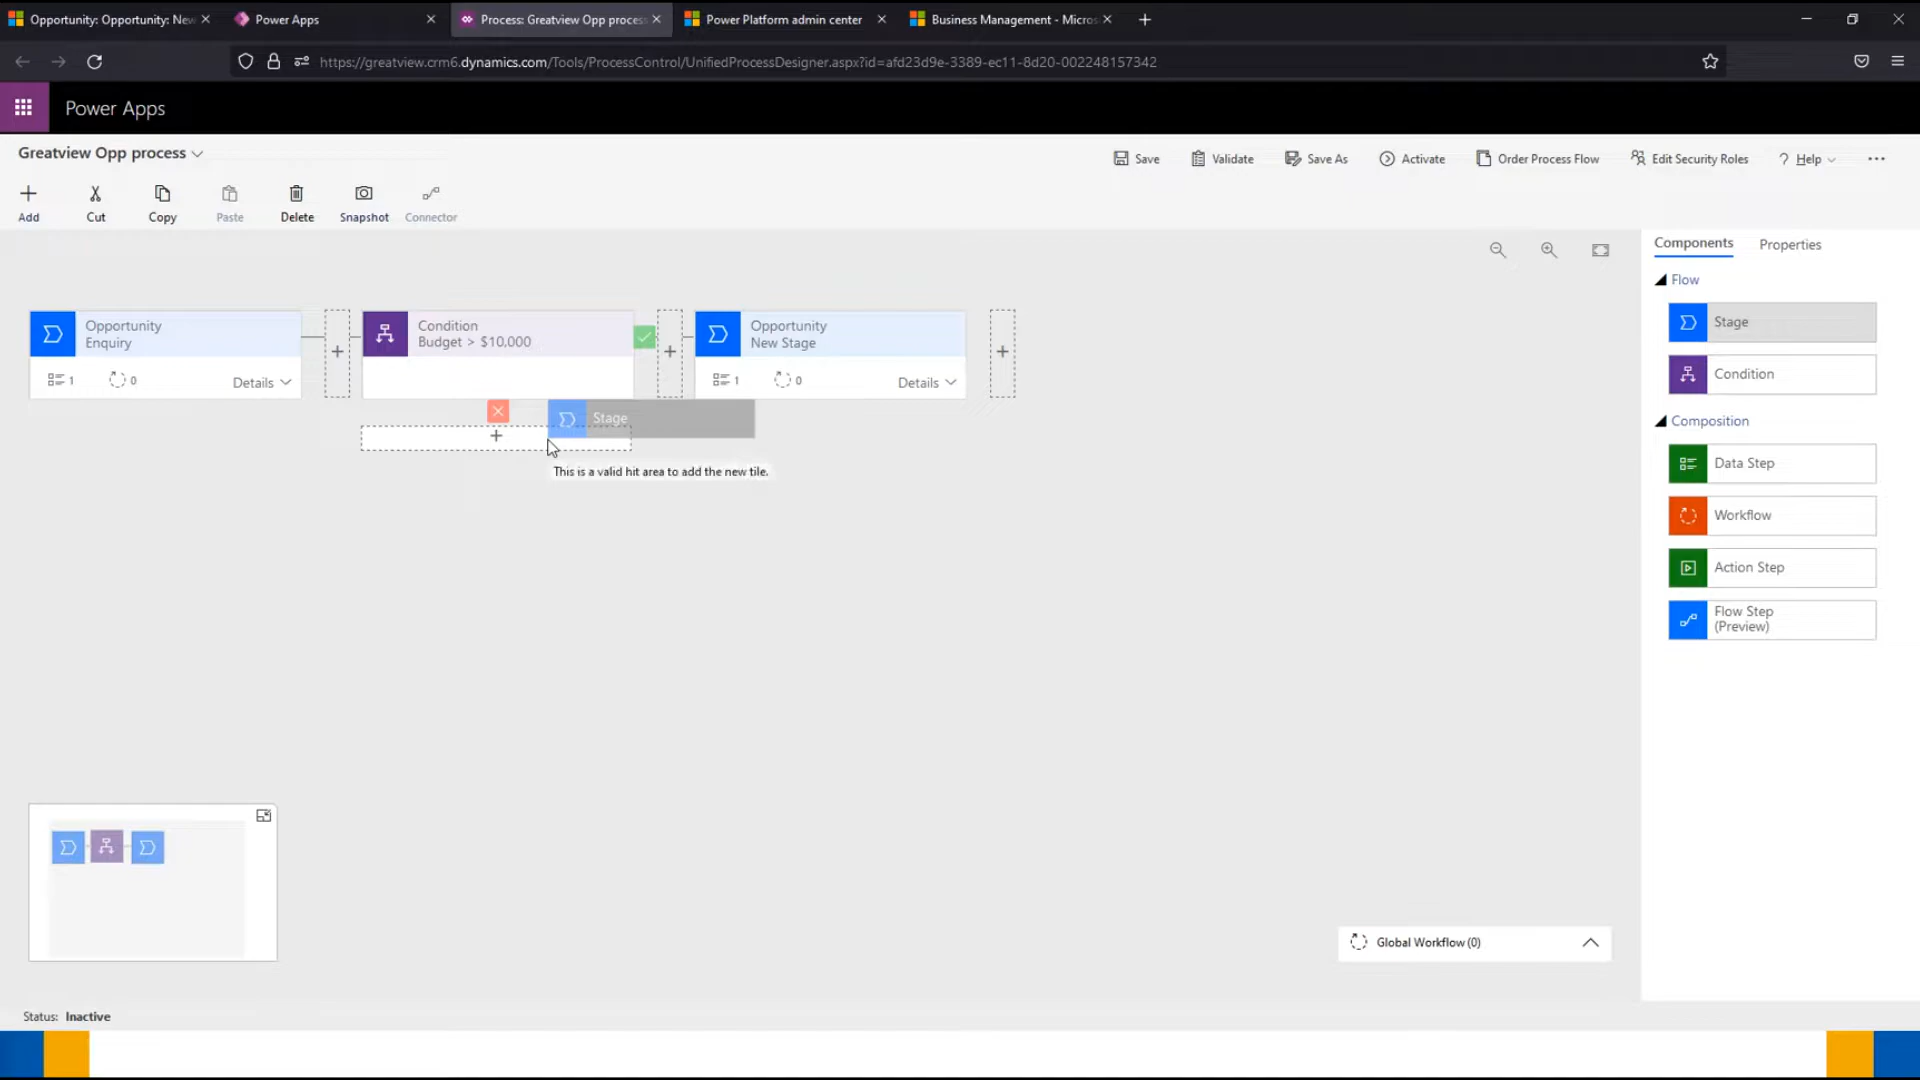 Opportunity: Opportunity: New
Power Apps
Process: Greatview Opp process
Power Platform admin center
Business Management - Micros
https://greatview.crm6.dynamics.com/Tools/ProcessControl/UnifiedProcessDesigner.aspx?id=afd23d9e-3389-ec11-8d20-002248157342
Power Apps
Greatview Opp process
Save
Validate
Save As
Activate
Order Process Flow
Edit Security Roles
? Help
Add
Cut
Copy
Paste
Delete
Snapshot
Connector
Components
Properties
Flow
Stage
Condition
Composition
Data Step
Workflow
Action Step
Flow Step
(Preview)
Opportunity
Enquiry
1
0
Details
Condition
Budget > $10,000
Opportunity
New Stage
1
0
Details
Stage
This is a valid hit area to add the new tile.
Global Workflow (0)
Status: Inactive